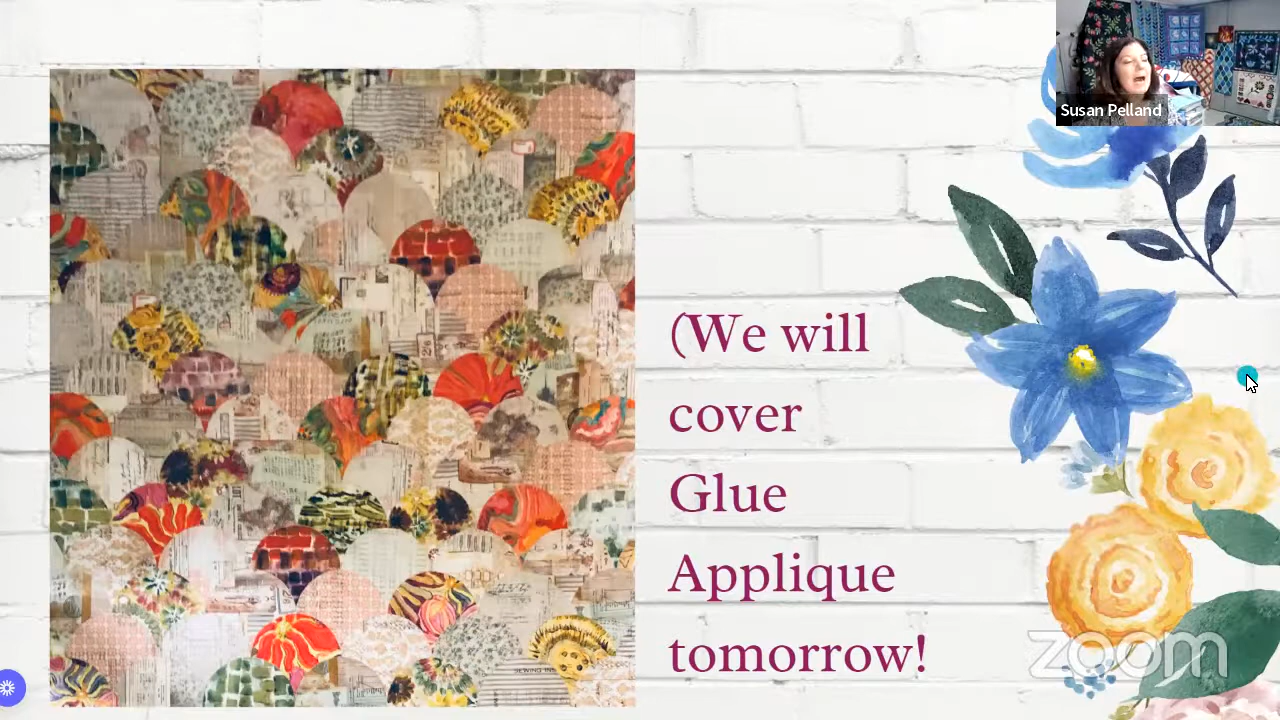 Susan Pelland
(We will
cover
Glue
Applique
tomorrow!
zoom